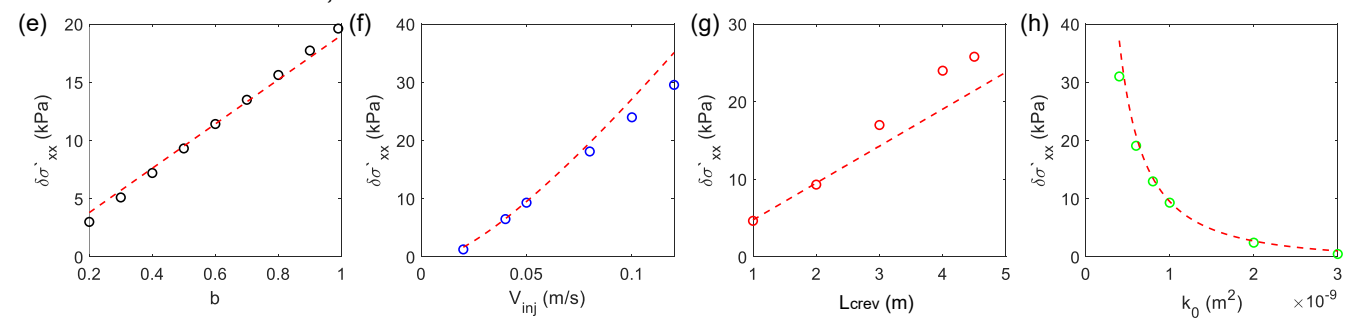 (e)
20
15
10
5
0
δσ`xx (kPa)
0.2 0.4 0.6 0.8 1
b
(f)
40
30
20
10
0
δσ`xx (kPa)
0 0.05 0.1
Vinj (m/s)
(g)
30
20
10
0
δσ`xx (kPa)
1 2 3 4 5
Lcrev (m)
(h)
40
30
20
10
0
δσ`xx (kPa)
0 1 2 3
k0 (m2) ×10-9